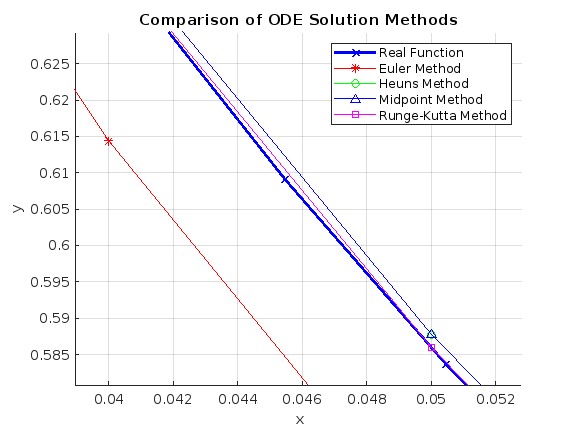 Comparison of ODE Solution Methods
Real Function
Euler Method
Heuns Method
Midpoint Method
Runge-Kutta Method
y
0.625
0.62
0.615
0.61
0.605
0.6
0.595
0.59
0.585
0.04
0.042
0.044
0.046
0.048
0.05
0.052
x